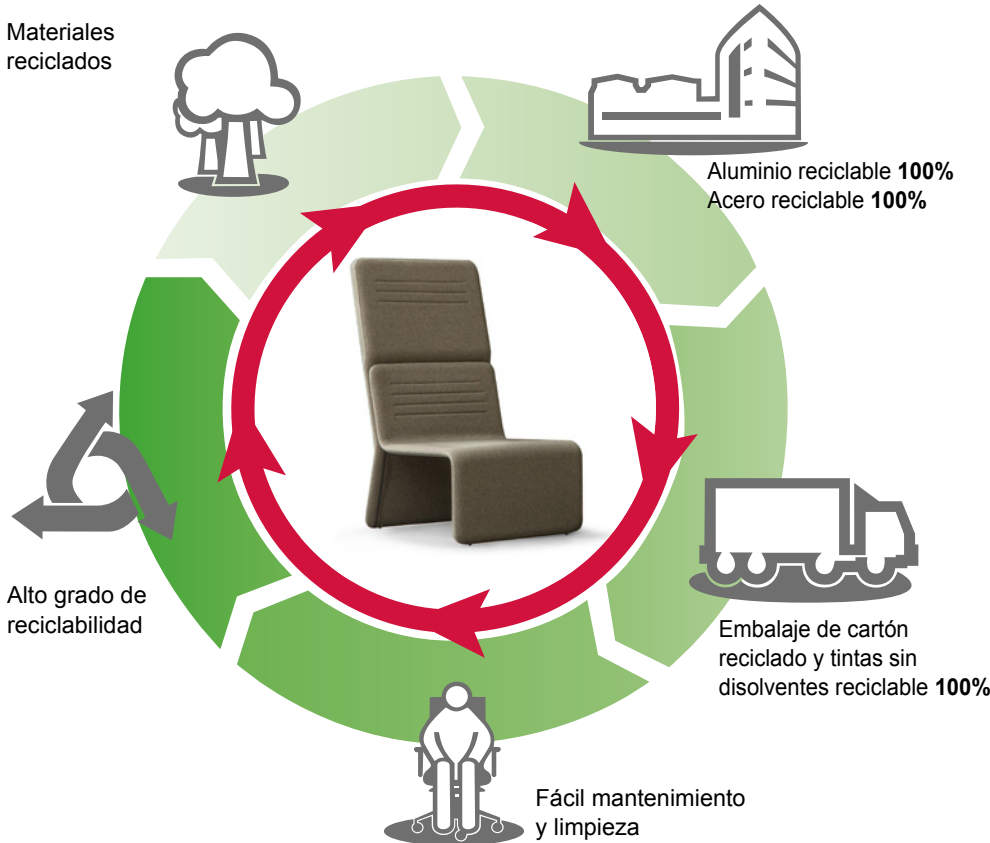 Materiales
reciclados
Aluminio reciclable 100%
Acero reciclable 100%
Embalaje de cartón
reciclado y tintas sin
disolventes reciclable 100%
Fácil mantenimiento
y limpieza
Alto grado de
reciclabilidad